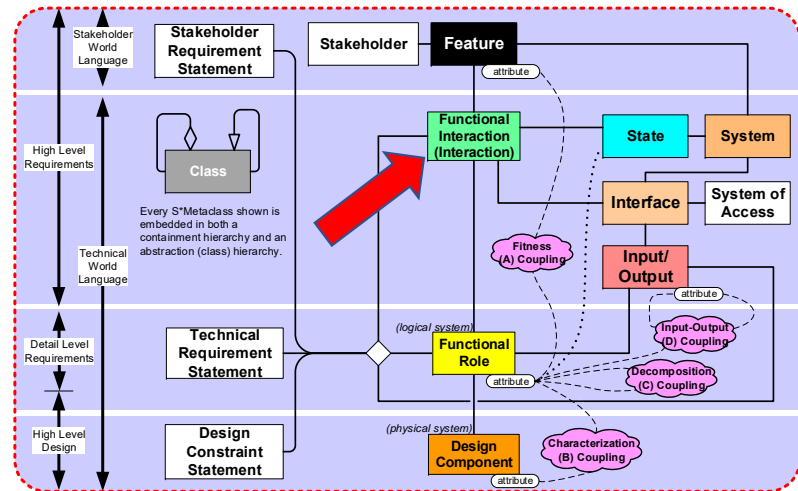 Stakeholder
World
Language
Stakeholder
Requirement
Statement
Stakeholder
Feature
attribute
High Level
Requirements
Class
Every S*Metaclass shown is
embedded in both a
containment hierarchy and an
abstraction (class) hierarchy.
Functional
Interaction
(Interaction)
State
System
Interface
System of
Access
Technical
World
Language
Fitness
(A) Coupling
Input/
Output
attribute
Detail Level
Requirements
Technical
Requirement
Statement
(logical system)
Functional
Role
attribute
Input-Output
(D) Coupling
Decomposition
(C) Coupling
High Level
Design
Design
Constraint
Statement
(physical system)
Design
Component
attribute
Characterization
(B) Coupling